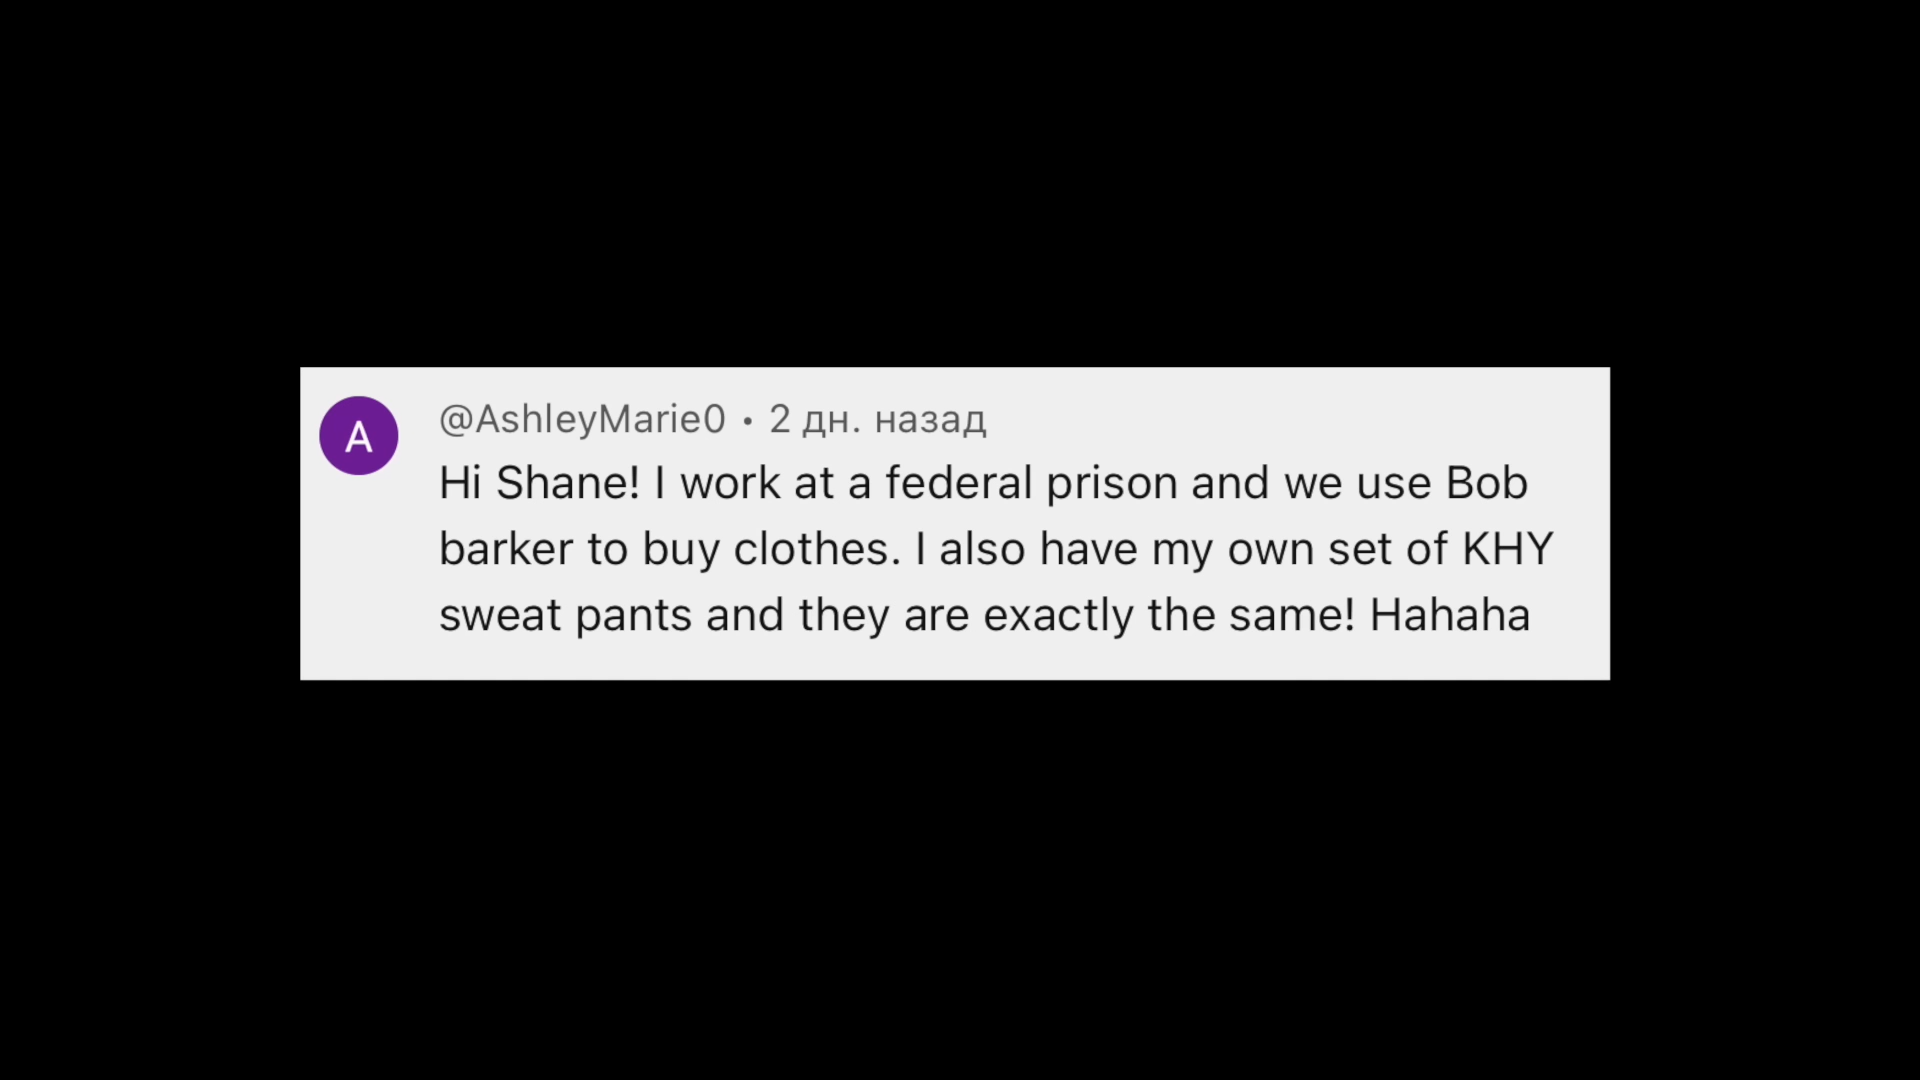 A
@AshleyMarie0 • 2 дн. назад
Hi Shane! I work at a federal prison and we use Bob
barker to buy clothes. I also have my own set of KHY
sweat pants and they are exactly the same! Hahaha